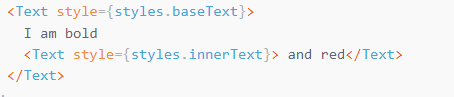 <Text style={styles.baseText}>
  I am bold
  <Text style={styles.innerText}> and red</Text>
</Text>